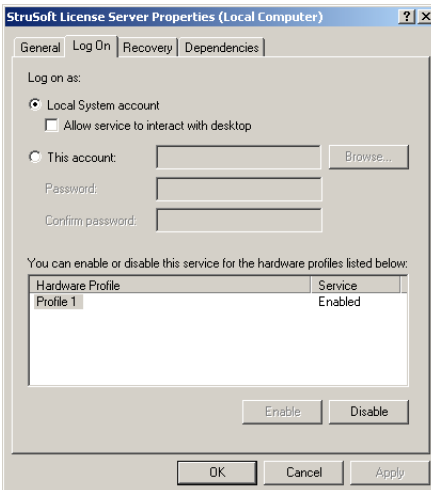 StruSoft License Server Properties (Local Computer)
General Log On Recovery Dependencies
Log on as:
Local System account
Allow service to interact with desktop
This account: Browse...
Password:
Confirm password:
You can enable or disable this service for the hardware profiles listed below:
Hardware Profile Service
Profile 1 Enabled
Enable Disable
OK Cancel Apply